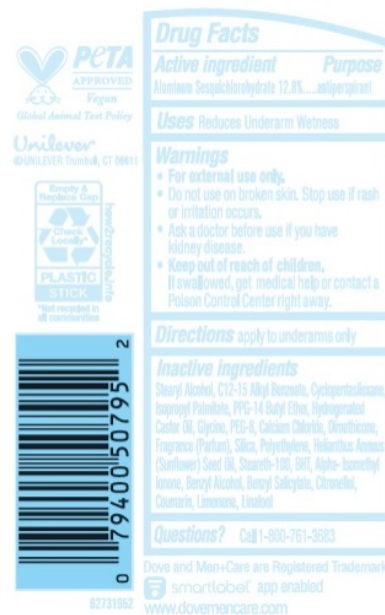 PETA
APPROVED
Vegan
Global Animal Test Policy
Unilever
©UNILEVER Trumbull, CT 06611
Empty &
Replace Cap
Check
Locally*
how2recycle.info
PLASTIC
STICK
*Not recycled in
all communities
0 79400 50795 2
02731952
Drug Facts
Active ingredient Purpose
Aluminum Sesquichlorohydrate 12.8%.....antiperspirant
Uses Reduces Underarm Wetness
Warnings
• For external use only.
• Do not use on broken skin. Stop use if rash
or irritation occurs.
• Ask a doctor before use if you have
kidney disease.
• Keep out of reach of children.
If swallowed, get medical help or contact a
Poison Control Center right away.
Directions apply to underarms only
Inactive ingredients
Stearyl Alcohol, C12-15 Alkyl Benzoate, Cyclopentasiloxane,
Isopropyl Palmitate, PPG-14 Butyl Ether, Hydrogenated
Castor Oil, Glycine, PEG-8, Calcium Chloride, Dimethicone,
Fragrance (Parfum), Silica, Polyethylene, Helianthus Annuus
(Sunflower) Seed Oil, Steareth-100, BHT, Alpha- Isomethyl
Ionone, Benzyl Alcohol, Benzyl Salicylate, Citronellol,
Coumarin, Limonene, Linalool
Questions? Call 1-800-761-3683
Dove and Men+Care are Registered Trademark
smartlabel app enabled
www.dovemencare.com